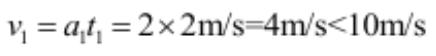 v₁ = a₁t₁ = 2×2m/s=4m/s<10m/s